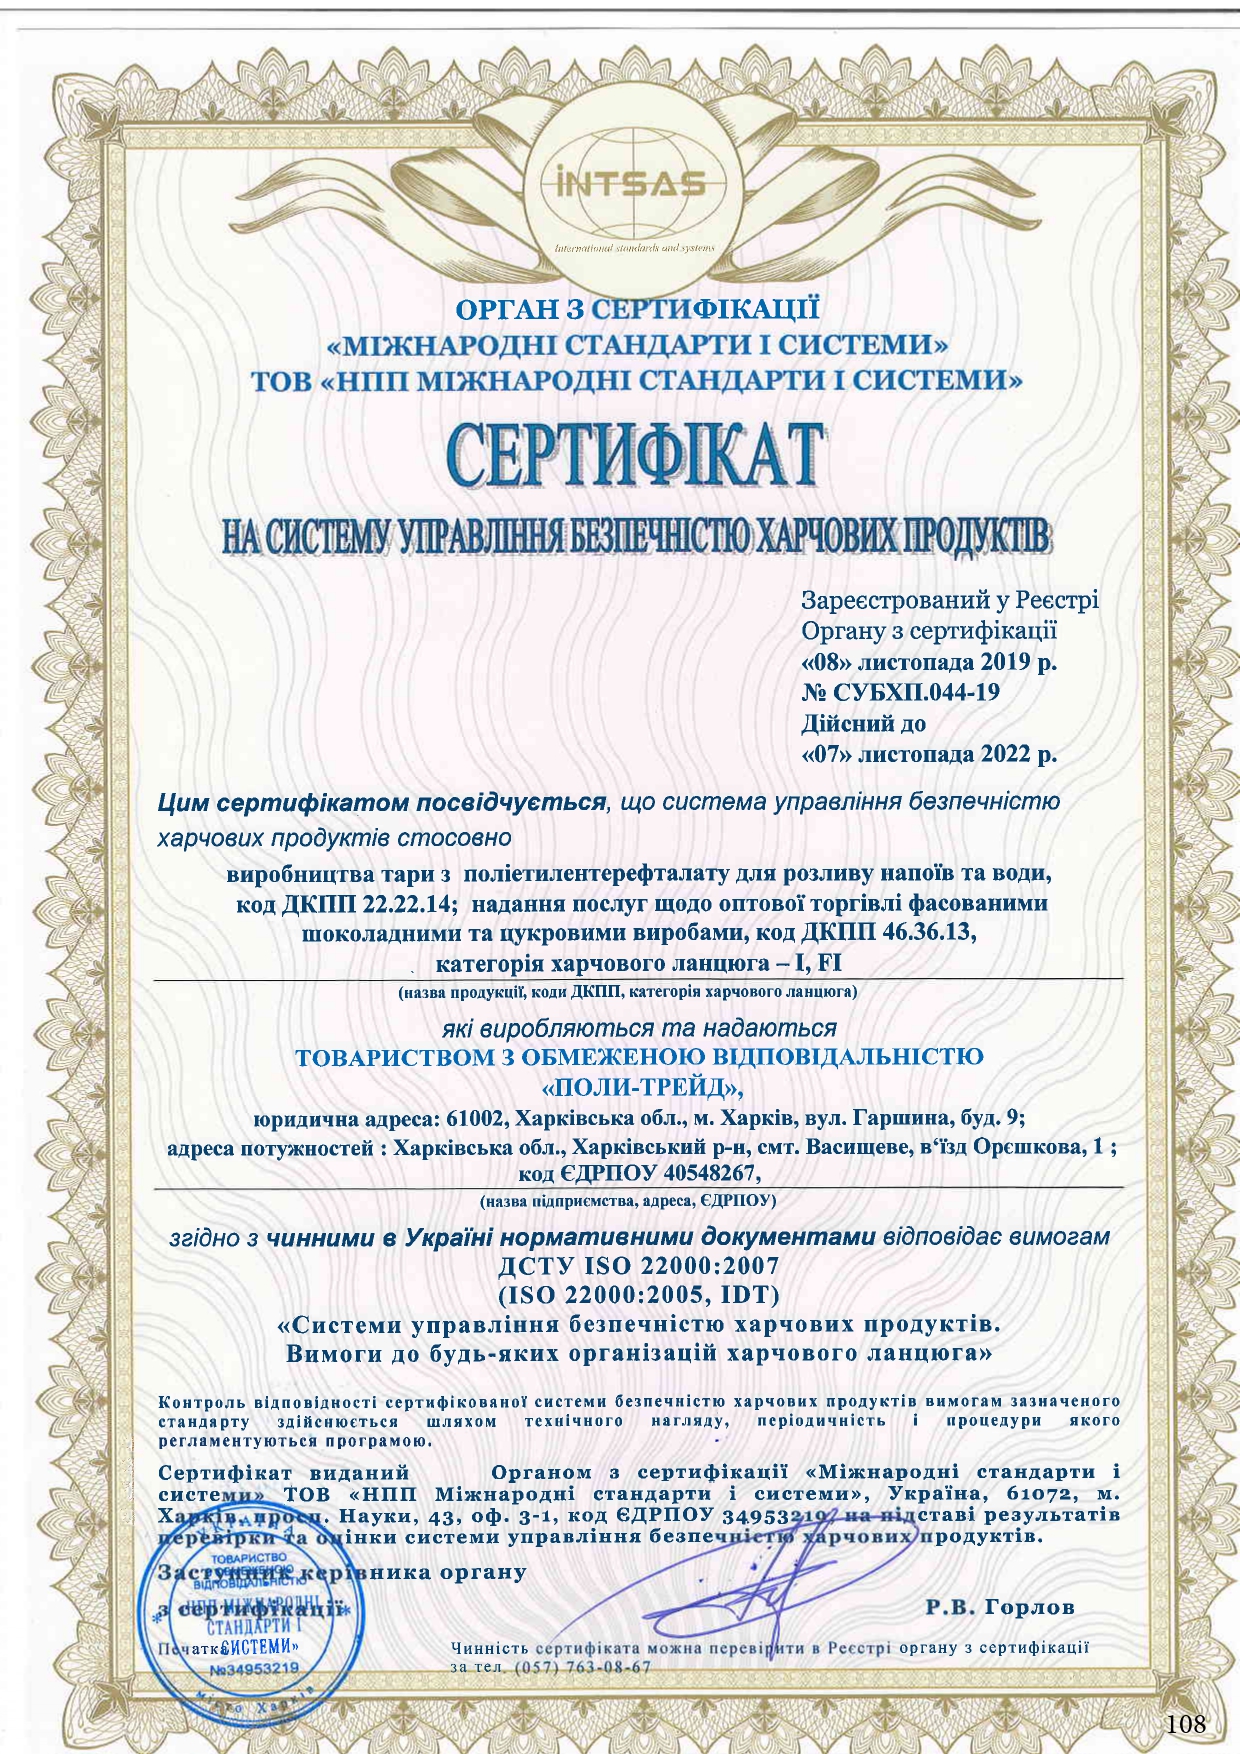 INTSAS
International standards and systems
ОРГАН З СЕРТИФІКАЦІЇ
«МІЖНАРОДНІ СТАНДАРТИ І СИСТЕМИ»
ТОВ «НПП МІЖНАРОДНІ СТАНДАРТИ І СИСТЕМИ»
СЕРТИФІКАТ
НА СИСТЕМУ УПРАВЛІННЯ БЕЗПЕЧНІСТЮ ХАРЧОВИХ ПРОДУКТІВ
Зареєстрований у Реєстрі
Органу з сертифікації
«08» листопада 2019 р.
№ СУБХП.044-19
Дійсний до
«07» листопада 2022 р.
Цим сертифікатом посвідчується, що система управління безпечністю
харчових продуктів стосовно
виробництва тари з поліетилентерефталату для розливу напоїв та води,
код ДКПП 22.22.14; надання послуг щодо оптової торгівлі фасованими
шоколадними та цукровими виробами, код ДКПП 46.36.13,
категорія харчового ланцюга – I, FI
(назва продукції, коди ДКПП, категорія харчового ланцюга)
які виробляються та надаються
ТОВАРИСТВОМ З ОБМЕЖЕНОЮ ВІДПОВІДАЛЬНІСТЮ
«ПОЛИ-ТРЕЙД»,
юридична адреса: 61002, Харківська обл., м. Харків, вул. Гаршина, буд. 9;
адреса потужностей : Харківська обл., Харківський р-н, смт. Васищеве, в‘їзд Орєшкова, 1 ;
код ЄДРПОУ 40548267,
(назва підприємства, адреса, ЄДРПОУ)
згідно з чинними в Україні нормативними документами відповідає вимогам
ДСТУ ISO 22000:2007
(ISO 22000:2005, IDT)
«Системи управління безпечністю харчових продуктів.
Вимоги до будь-яких організацій харчового ланцюга»
Контроль відповідності сертифікованої системи безпечністю харчових продуктів вимогам зазначеного
стандарту здійснюється шляхом технічного нагляду, періодичність і процедури якого
регламентуються програмою.
Сертифікат виданий Органом з сертифікації «Міжнародні стандарти і
системи» ТОВ «НПП Міжнародні стандарти і системи», Україна, 61072, м.
Харків, просп. Науки, 43, оф. 3-1, код ЄДРПОУ 34953219, на підставі результатів
перевірки та оцінки системи управління безпечністю харчових продуктів.
Заступник керівника органу
з сертифікації
Р.В. Горлов
Печатка
Чинність сертифіката можна перевірити в Реєстрі органу з сертифікації
за тел. (057) 763-08-67
УКРАЇНА
ТОВАРИСТВО
З ОБМЕЖЕНОЮ
ВІДПОВІДАЛЬНІСТЮ
«НПП МІЖНАРОДНІ
СТАНДАРТИ І
СИСТЕМИ»
№34953219
місто Харків
108